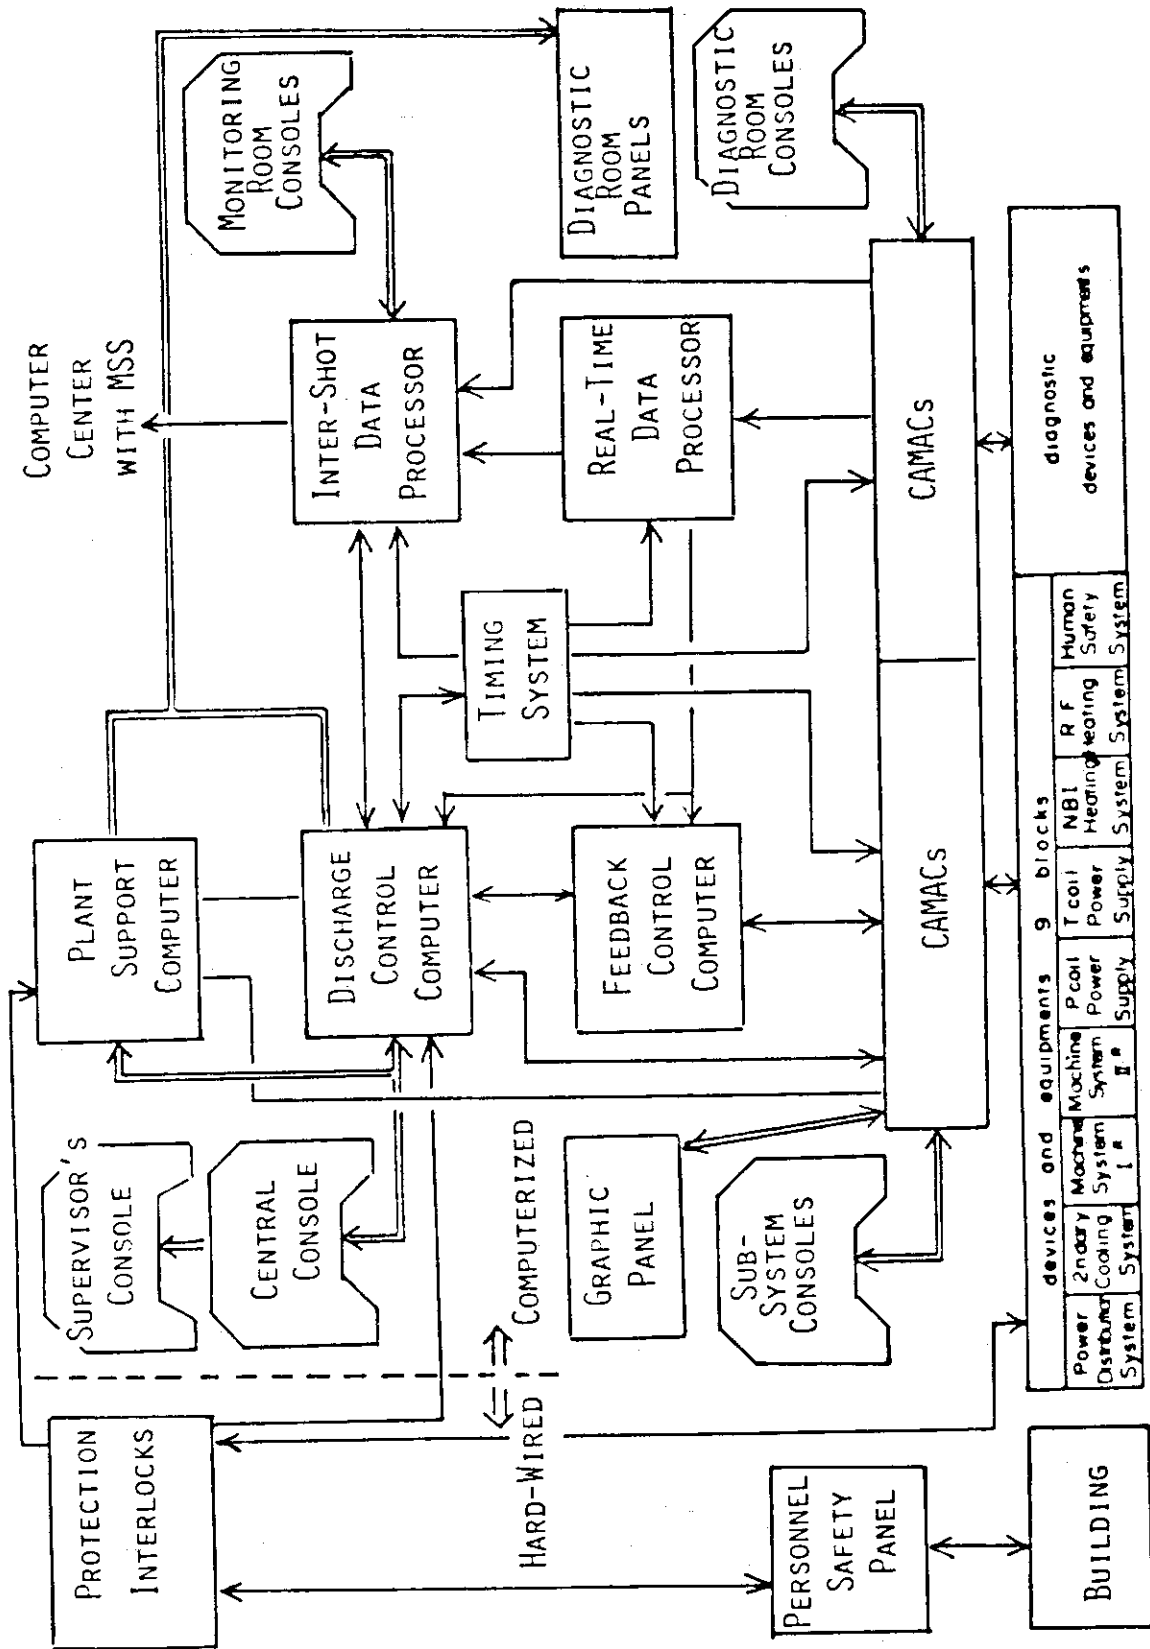 PROTECTION
INTERLOCKS
SUPERVISOR'S
CONSOLE
CENTRAL
CONSOLE
PLANT
SUPPORT
COMPUTER
DISCHARGE
CONTROL
COMPUTER
COMPUTER
CENTER
WITH MSS
MONITORING
ROOM
CONSOLES
INTER-SHOT
DATA
PROCESSOR
TIMING
SYSTEM
HARD-WIRED
COMPUTERIZED
GRAPHIC
PANEL
FEEDBACK
CONTROL
COMPUTER
REAL-TIME
DATA
PROCESSOR
DIAGNOSTIC
ROOM
PANELS
DIAGNOSTIC
ROOM
CONSOLES
PERSONNEL
SAFETY
PANEL
SUB-
SYSTEM
CONSOLES
CAMACs
CAMACs
BUILDING
devices and equipments 9 blocks
Power
Distribution
System
2ndary
Cooling
System
Machine
System
I *
Machine
System
II *
P coil
Power
Supply
T coil
Power
Supply
NBI
Heating
System
R F
Heating
System
Human
Safety
System
diagnostic
devices and equipments